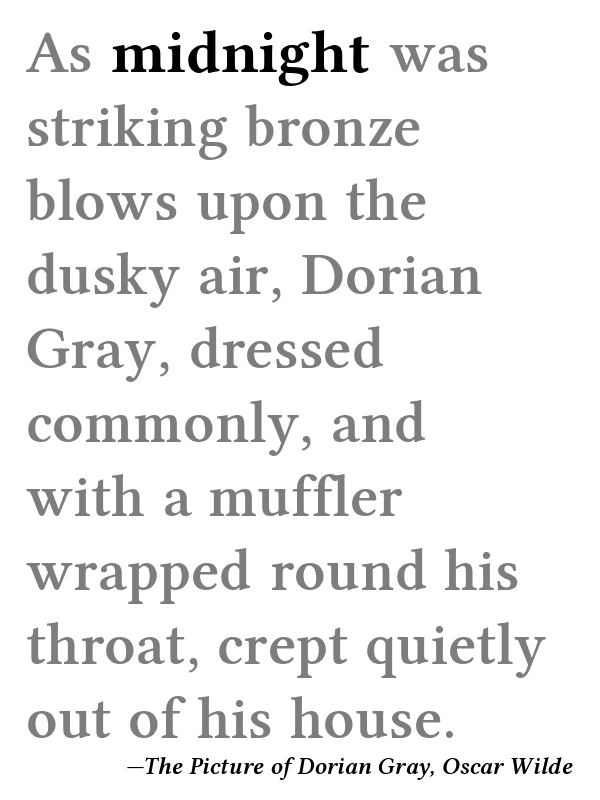 As midnight was
striking bronze
blows upon the
dusky air, Dorian
Gray, dressed
commonly, and
with a muffler
wrapped round his
throat, crept quietly
out of his house.
—The Picture of Dorian Gray, Oscar Wilde